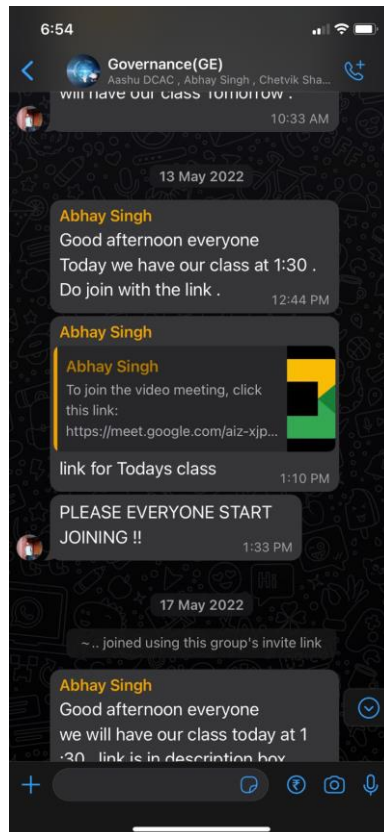 6:54
Governance(GE)
Aashu DCAC , Abhay Singh , Chetvik Sha...
will have our class Tomorrow .
10:33 AM
13 May 2022
Abhay Singh
Good afternoon everyone
Today we have our class at 1:30 .
Do join with the link .
12:44 PM
Abhay Singh
Abhay Singh
To join the video meeting, click
this link:
https://meet.google.com/aiz-xjp...
link for Todays class
1:10 PM
PLEASE EVERYONE START
JOINING !!
1:33 PM
17 May 2022
~.. joined using this group's invite link
Abhay Singh
Good afternoon everyone
we will have our class today at 1
:30 link is in description box